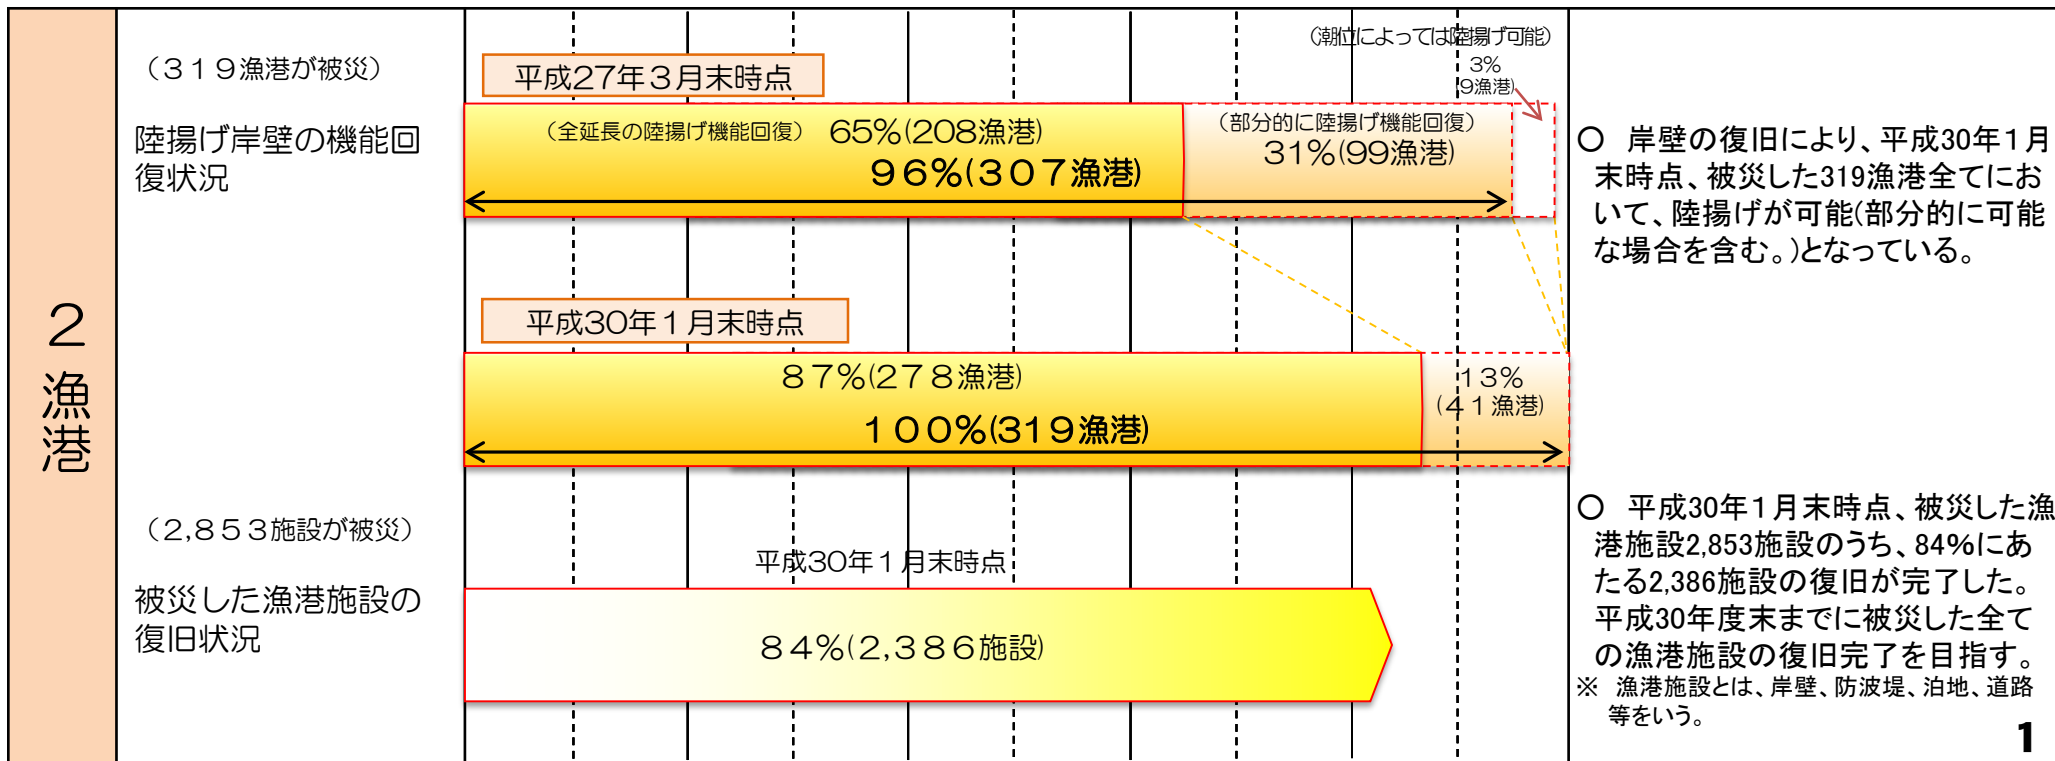 2 漁港
（３１９漁港が被災）
陸揚げ岸壁の機能回
復状況
平成27年３月末時点
（潮位によっては陸揚げ可能）
3%
(9漁港)
（全延長の陸揚げ機能回復） 65%(208漁港)
９６%(３０７漁港)
（部分的に陸揚げ機能回復）
31%(99漁港)
平成30年１月末時点
８７%(２７８漁港)
１００%(319漁港)
１３%
(４１漁港)
○ 岸壁の復旧により、平成30年１月
末時点、被災した319漁港全てにお
いて、陸揚げが可能(部分的に可能
な場合を含む。)となっている。
（２,８５３施設が被災）
被災した漁港施設の
復旧状況
平成30年１月末時点
８４%(２,３８６施設)
○ 平成30年１月末時点、被災した漁
港施設2,853施設のうち、84%にあ
たる2,386施設の復旧が完了した。
平成30年度末までに被災した全て
の漁港施設の復旧完了を目指す。
※ 漁港施設とは、岸壁、防波堤、泊地、道路
等をいう。
1